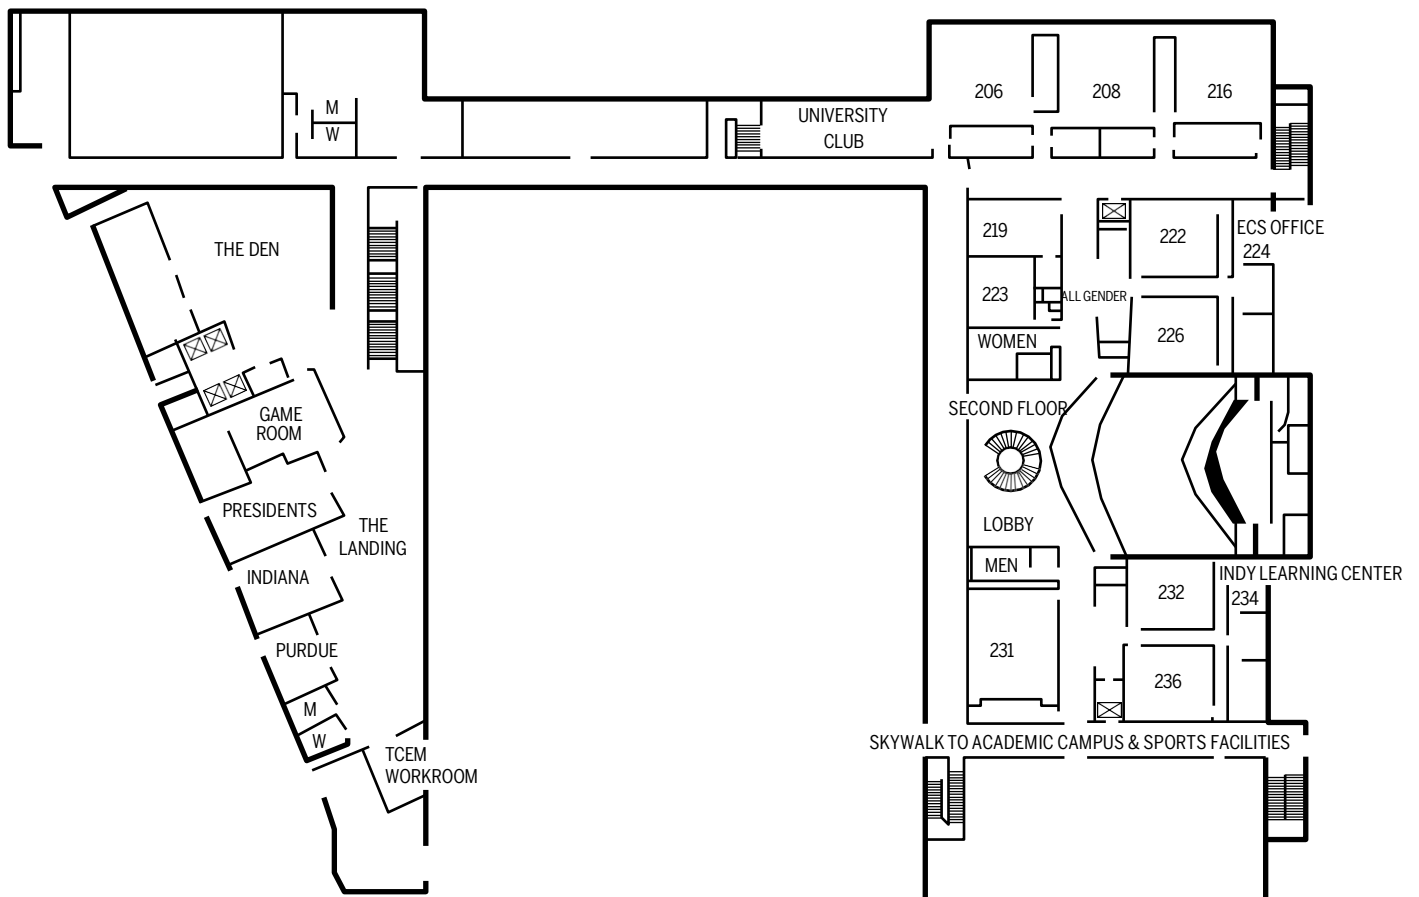 206
208
216
M
W
UNIVERSITY
CLUB
219
222
ECS OFFICE
224
THE DEN
223
ALL GENDER
226
WOMEN
GAME
ROOM
SECOND FLOOR
PRESIDENTS
THE
LANDING
LOBBY
MEN
INDIANA
INDY LEARNING CENTER
232
234
PURDUE
231
236
M
W
TCEM
WORKROOM
SKYWALK TO ACADEMIC CAMPUS & SPORTS FACILITIES